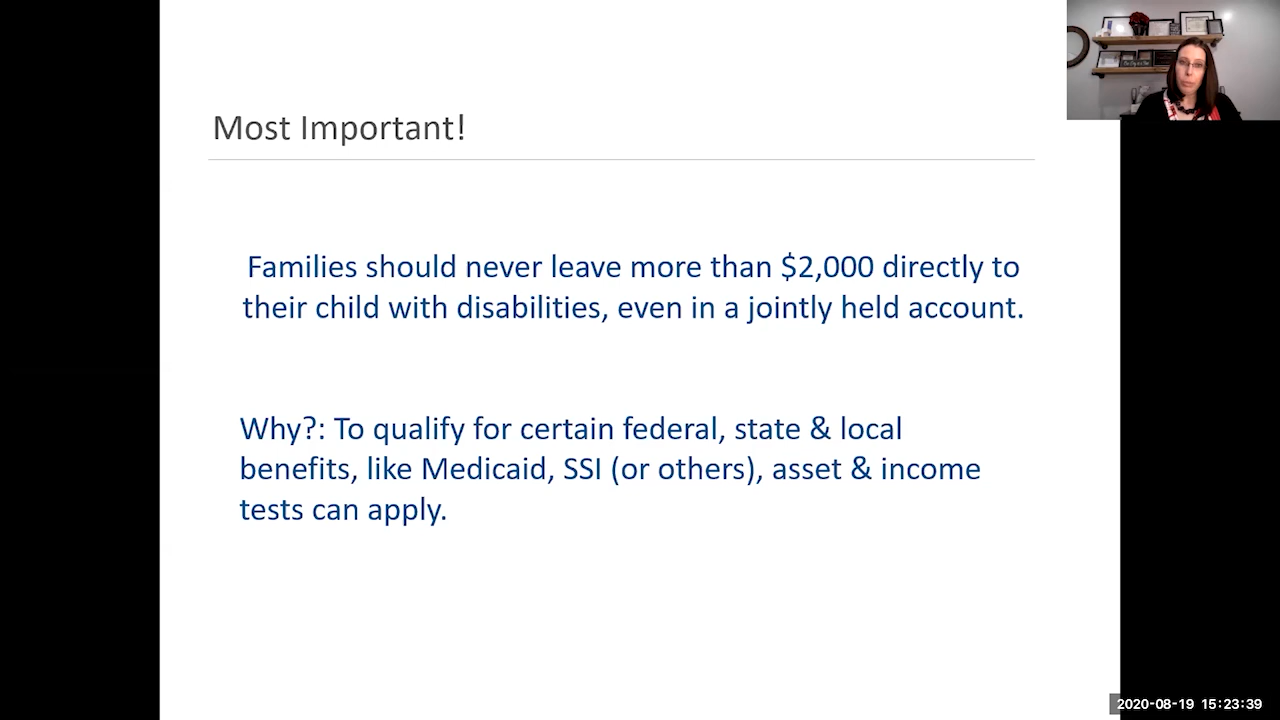 Most Important!
Families should never leave more than $2,000 directly to
their child with disabilities, even in a jointly held account.
Why?: To qualify for certain federal, state & local
benefits, like Medicaid, SSI (or others), asset & income
tests can apply.
2020-08-19 15:23:39